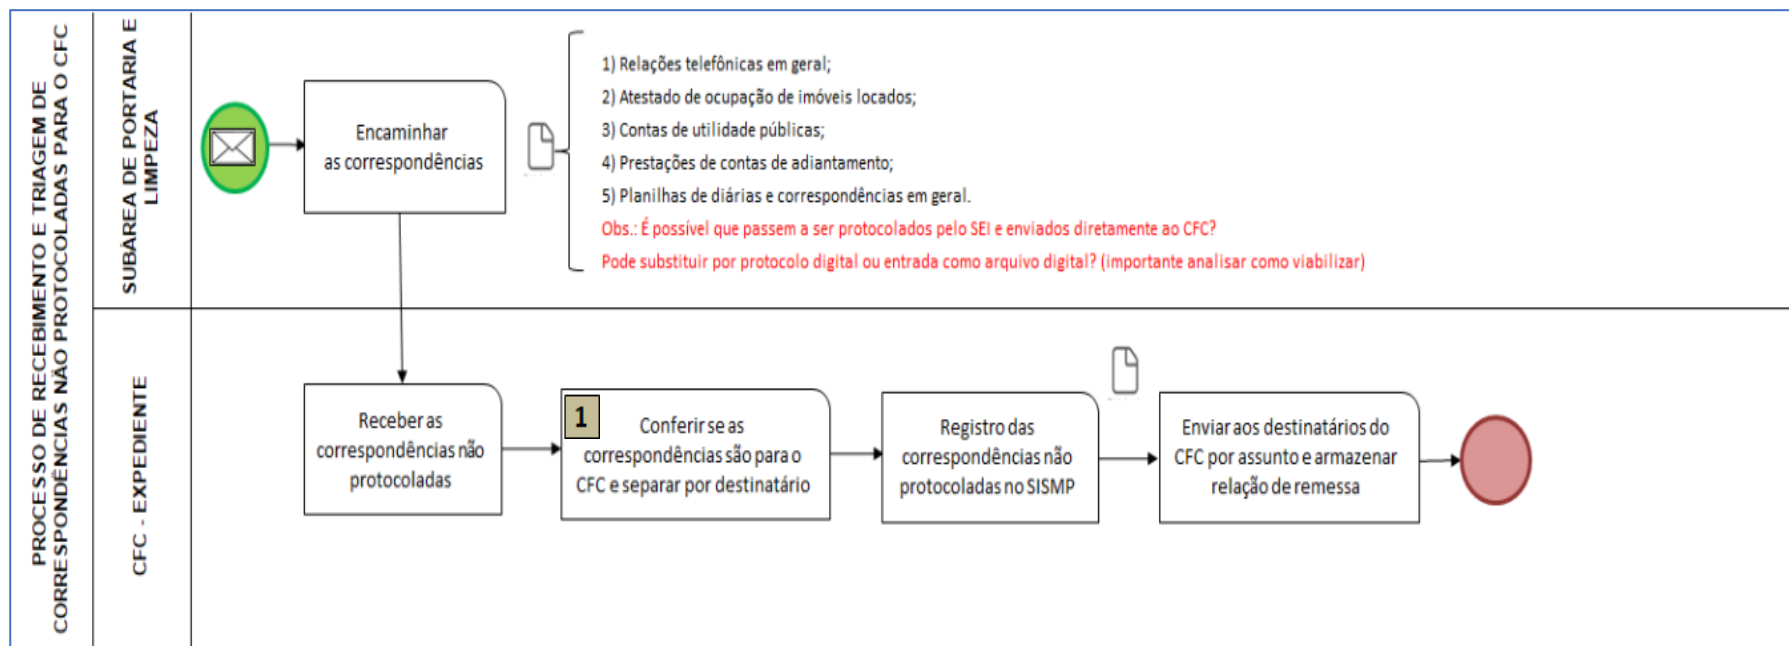 PROCESSO DE RECEBIMENTO E TRIAGEM DE
CORRESPONDÊNCIAS NÃO PROTOCOLADAS PARA O CFC
SUBÁREA DE PORTARIA E
LIMPEZA
Encaminhar
as correspondências
1) Relações telefônicas em geral;
2) Atestado de ocupação de imóveis locados;
3) Contas de utilidade públicas;
4) Prestações de contas de adiantamento;
5) Planilhas de diárias e correspondências em geral.
Obs.: É possível que passem a ser protocolados pelo SEI e enviados diretamente ao CFC?
Pode substituir por protocolo digital ou entrada como arquivo digital? (importante analisar como viabilizar)
CFC - EXPEDIENTE
Receber as
correspondências não
protocoladas
1
Conferir se as
correspondências são para o
CFC e separar por destinatário
Registro das
correspondências não
protocoladas no SISMP
Enviar aos destinatários do
CFC por assunto e armazenar
relação de remessa